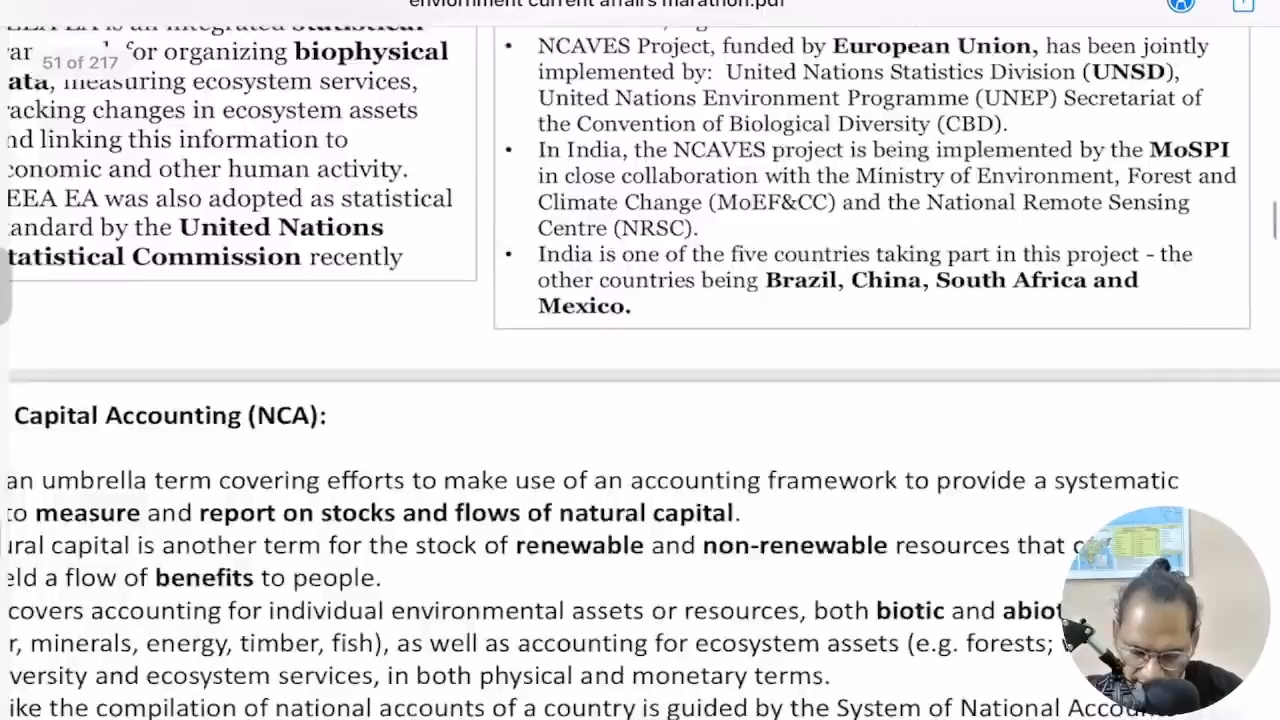 enviornment current affairs marathon.pdf
51 of 217
for organizing biophysical
ata, measuring ecosystem services,
racking changes in ecosystem assets
nd linking this information to
conomic and other human activity.
EEA EA was also adopted as statistical
tandard by the United Nations
tatistical Commission recently
• NCAVES Project, funded by European Union, has been jointly
implemented by: United Nations Statistics Division (UNSD),
United Nations Environment Programme (UNEP) Secretariat of
the Convention of Biological Diversity (CBD).
• In India, the NCAVES project is being implemented by the MoSPI
in close collaboration with the Ministry of Environment, Forest and
Climate Change (MoEF&CC) and the National Remote Sensing
Centre (NRSC).
• India is one of the five countries taking part in this project - the
other countries being Brazil, China, South Africa and
Mexico.
Capital Accounting (NCA):
an umbrella term covering efforts to make use of an accounting framework to provide a systematic
to measure and report on stocks and flows of natural capital.
ural capital is another term for the stock of renewable and non-renewable resources that
eld a flow of benefits to people.
covers accounting for individual environmental assets or resources, both biotic and abiot
r, minerals, energy, timber, fish), as well as accounting for ecosystem assets (e.g. forests;
versity and ecosystem services, in both physical and monetary terms.
ike the compilation of national accounts of a country is guided by the System of National Accou